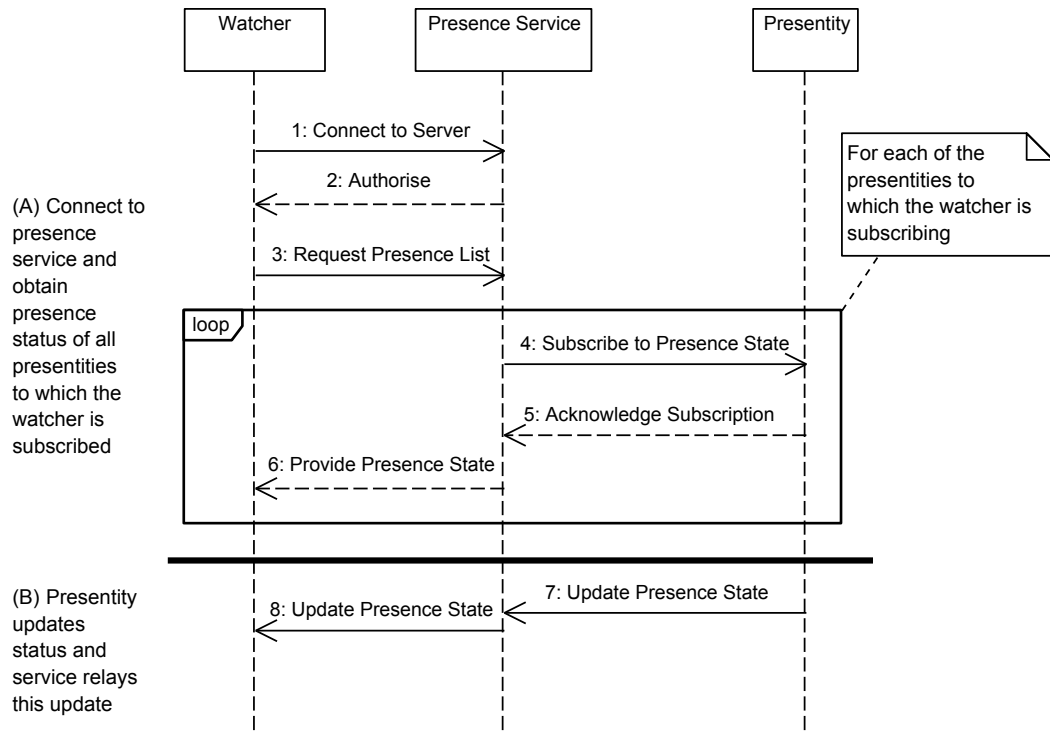 Watcher
Presence Service
Presentity
1: Connect to Server
2: Authorise
3: Request Presence List
For each of the
presentities to
which the watcher is
subscribing
(A) Connect to
presence
service and
obtain
presence
status of all
presentities
to which the
watcher is
subscribed
loop
4: Subscribe to Presence State
5: Acknowledge Subscription
6: Provide Presence State
(B) Presentity
updates
status and
service relays
this update
7: Update Presence State
8: Update Presence State